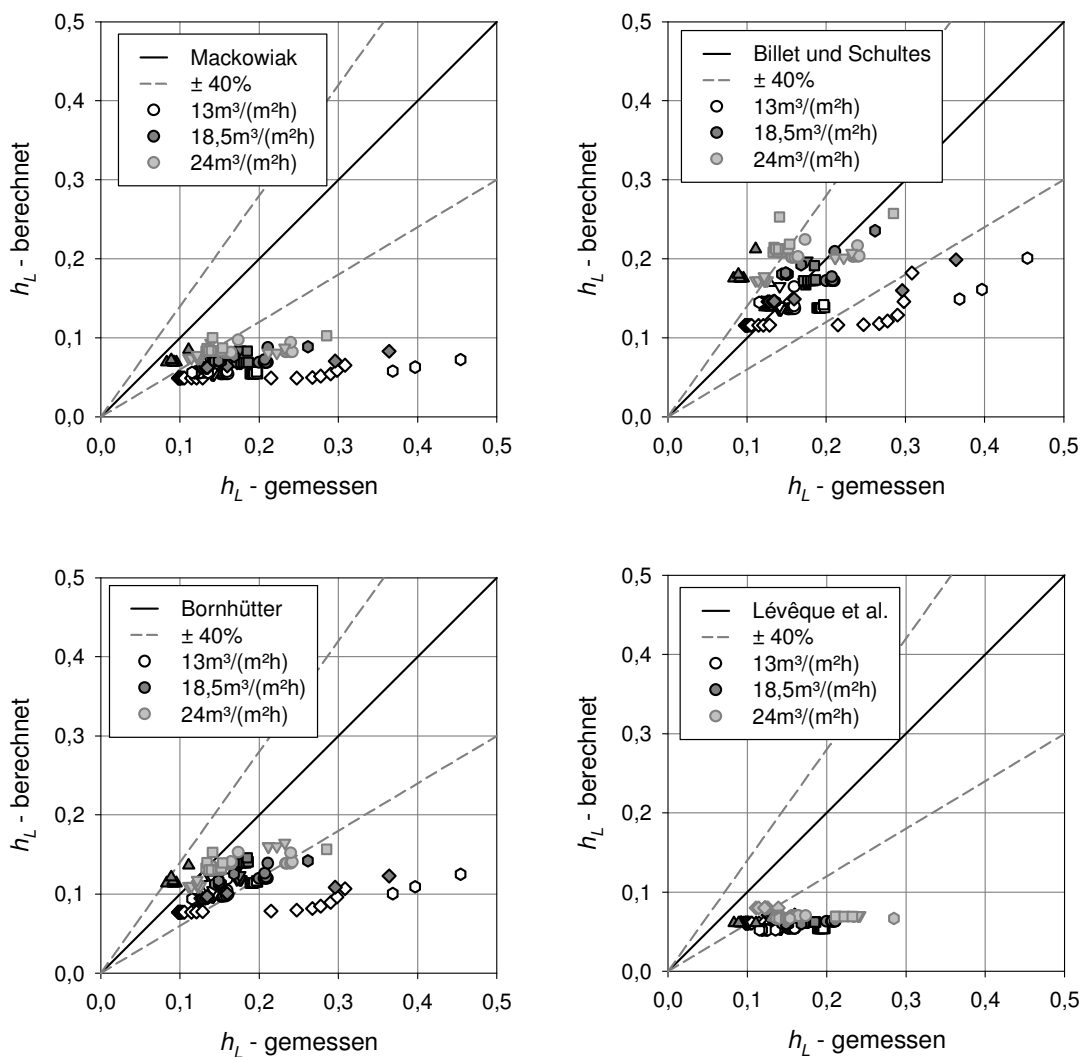 Mackowiak
± 40%
13m³/(m²h)
18,5m³/(m²h)
24m³/(m²h)
0,5
0,4
0,3
0,2
0,1
0,0
0,0 0,1 0,2 0,3 0,4 0,5
h_L - berechnet
h_L - gemessen
Billet und Schultes
± 40%
13m³/(m²h)
18,5m³/(m²h)
24m³/(m²h)
0,5
0,4
0,3
0,2
0,1
0,0
0,0 0,1 0,2 0,3 0,4 0,5
h_L - berechnet
h_L - gemessen
Bornhütter
± 40%
13m³/(m²h)
18,5m³/(m²h)
24m³/(m²h)
0,5
0,4
0,3
0,2
0,1
0,0
0,0 0,1 0,2 0,3 0,4 0,5
h_L - berechnet
h_L - gemessen
Lévêque et al.
± 40%
13m³/(m²h)
18,5m³/(m²h)
24m³/(m²h)
0,5
0,4
0,3
0,2
0,1
0,0
0,0 0,1 0,2 0,3 0,4 0,5
h_L - berechnet
h_L - gemessen